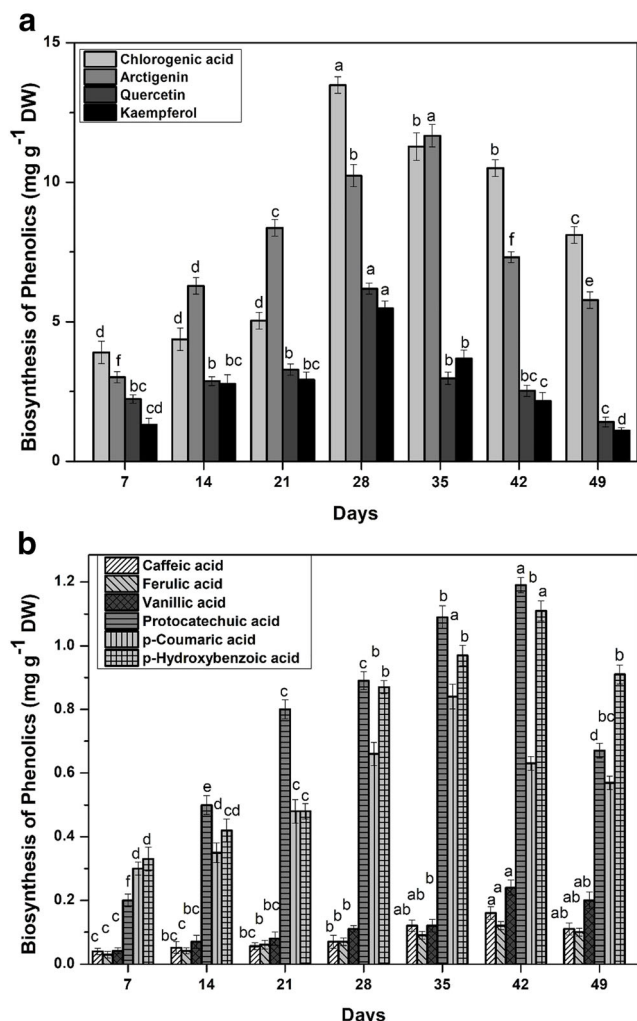 a
Biosynthesis of Phenolics (mg g⁻¹ DW)
15
10
5
0
Chlorogenic acid
Arctigenin
Quercetin
Kaempferol
d f bc cd
d d b bc
d c b bc
a b a a
b a b c
b f bc c
c e c d
7 14 21 28 35 42 49
Days
b
Biosynthesis of Phenolics (mg g⁻¹ DW)
1.2
1.0
0.8
0.6
0.4
0.2
0.0
Caffeic acid
Ferulic acid
Vanillic acid
Protocatechuic acid
p-Coumaric acid
p-Hydroxybenzoic acid
c c c f d d
bc c bc e d cd
bc b bc c c c
b b b c b b
ab ab b b a b
a a a a b a
ab ab ab d bc b
7 14 21 28 35 42 49
Days